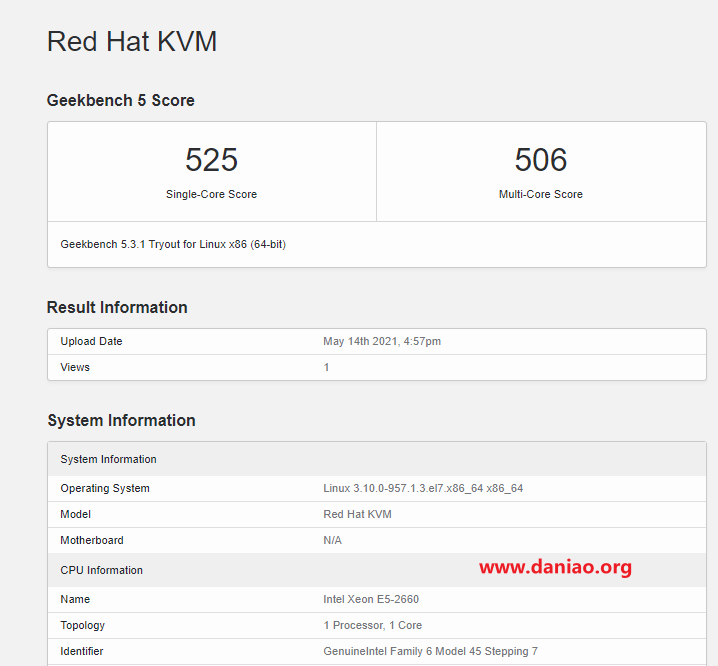 Red Hat KVM
Geekbench 5 Score
525 506
Single-Core Score Multi-Core Score
Geekbench 5.3.1 Tryout for Linux x86 (64-bit)
Result Information
Upload Date May 14th 2021, 4:57pm
Views 1
System Information
System Information
Operating System Linux 3.10.0-957.1.3.el7.x86_64 x86_64
Model Red Hat KVM
Motherboard N/A
CPU Information www.daniao.org
Name Intel Xeon E5-2660
Topology 1 Processor, 1 Core
Identifier GenuineIntel Family 6 Model 45 Stepping 7